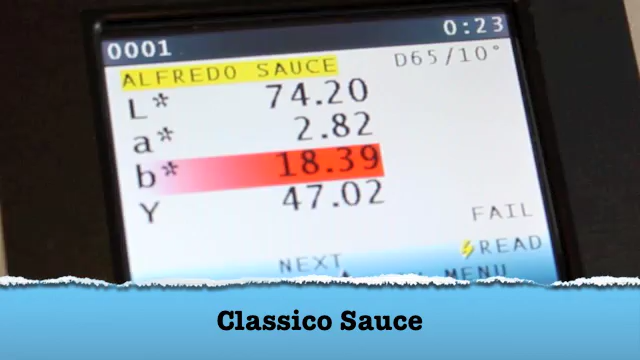 0001 0:23
ALFREDO SAUCE D65/10°
L* 74.20
a* 2.82
b* 18.39
Y 47.02
FAIL
NEXT READ
MENU
Classico Sauce